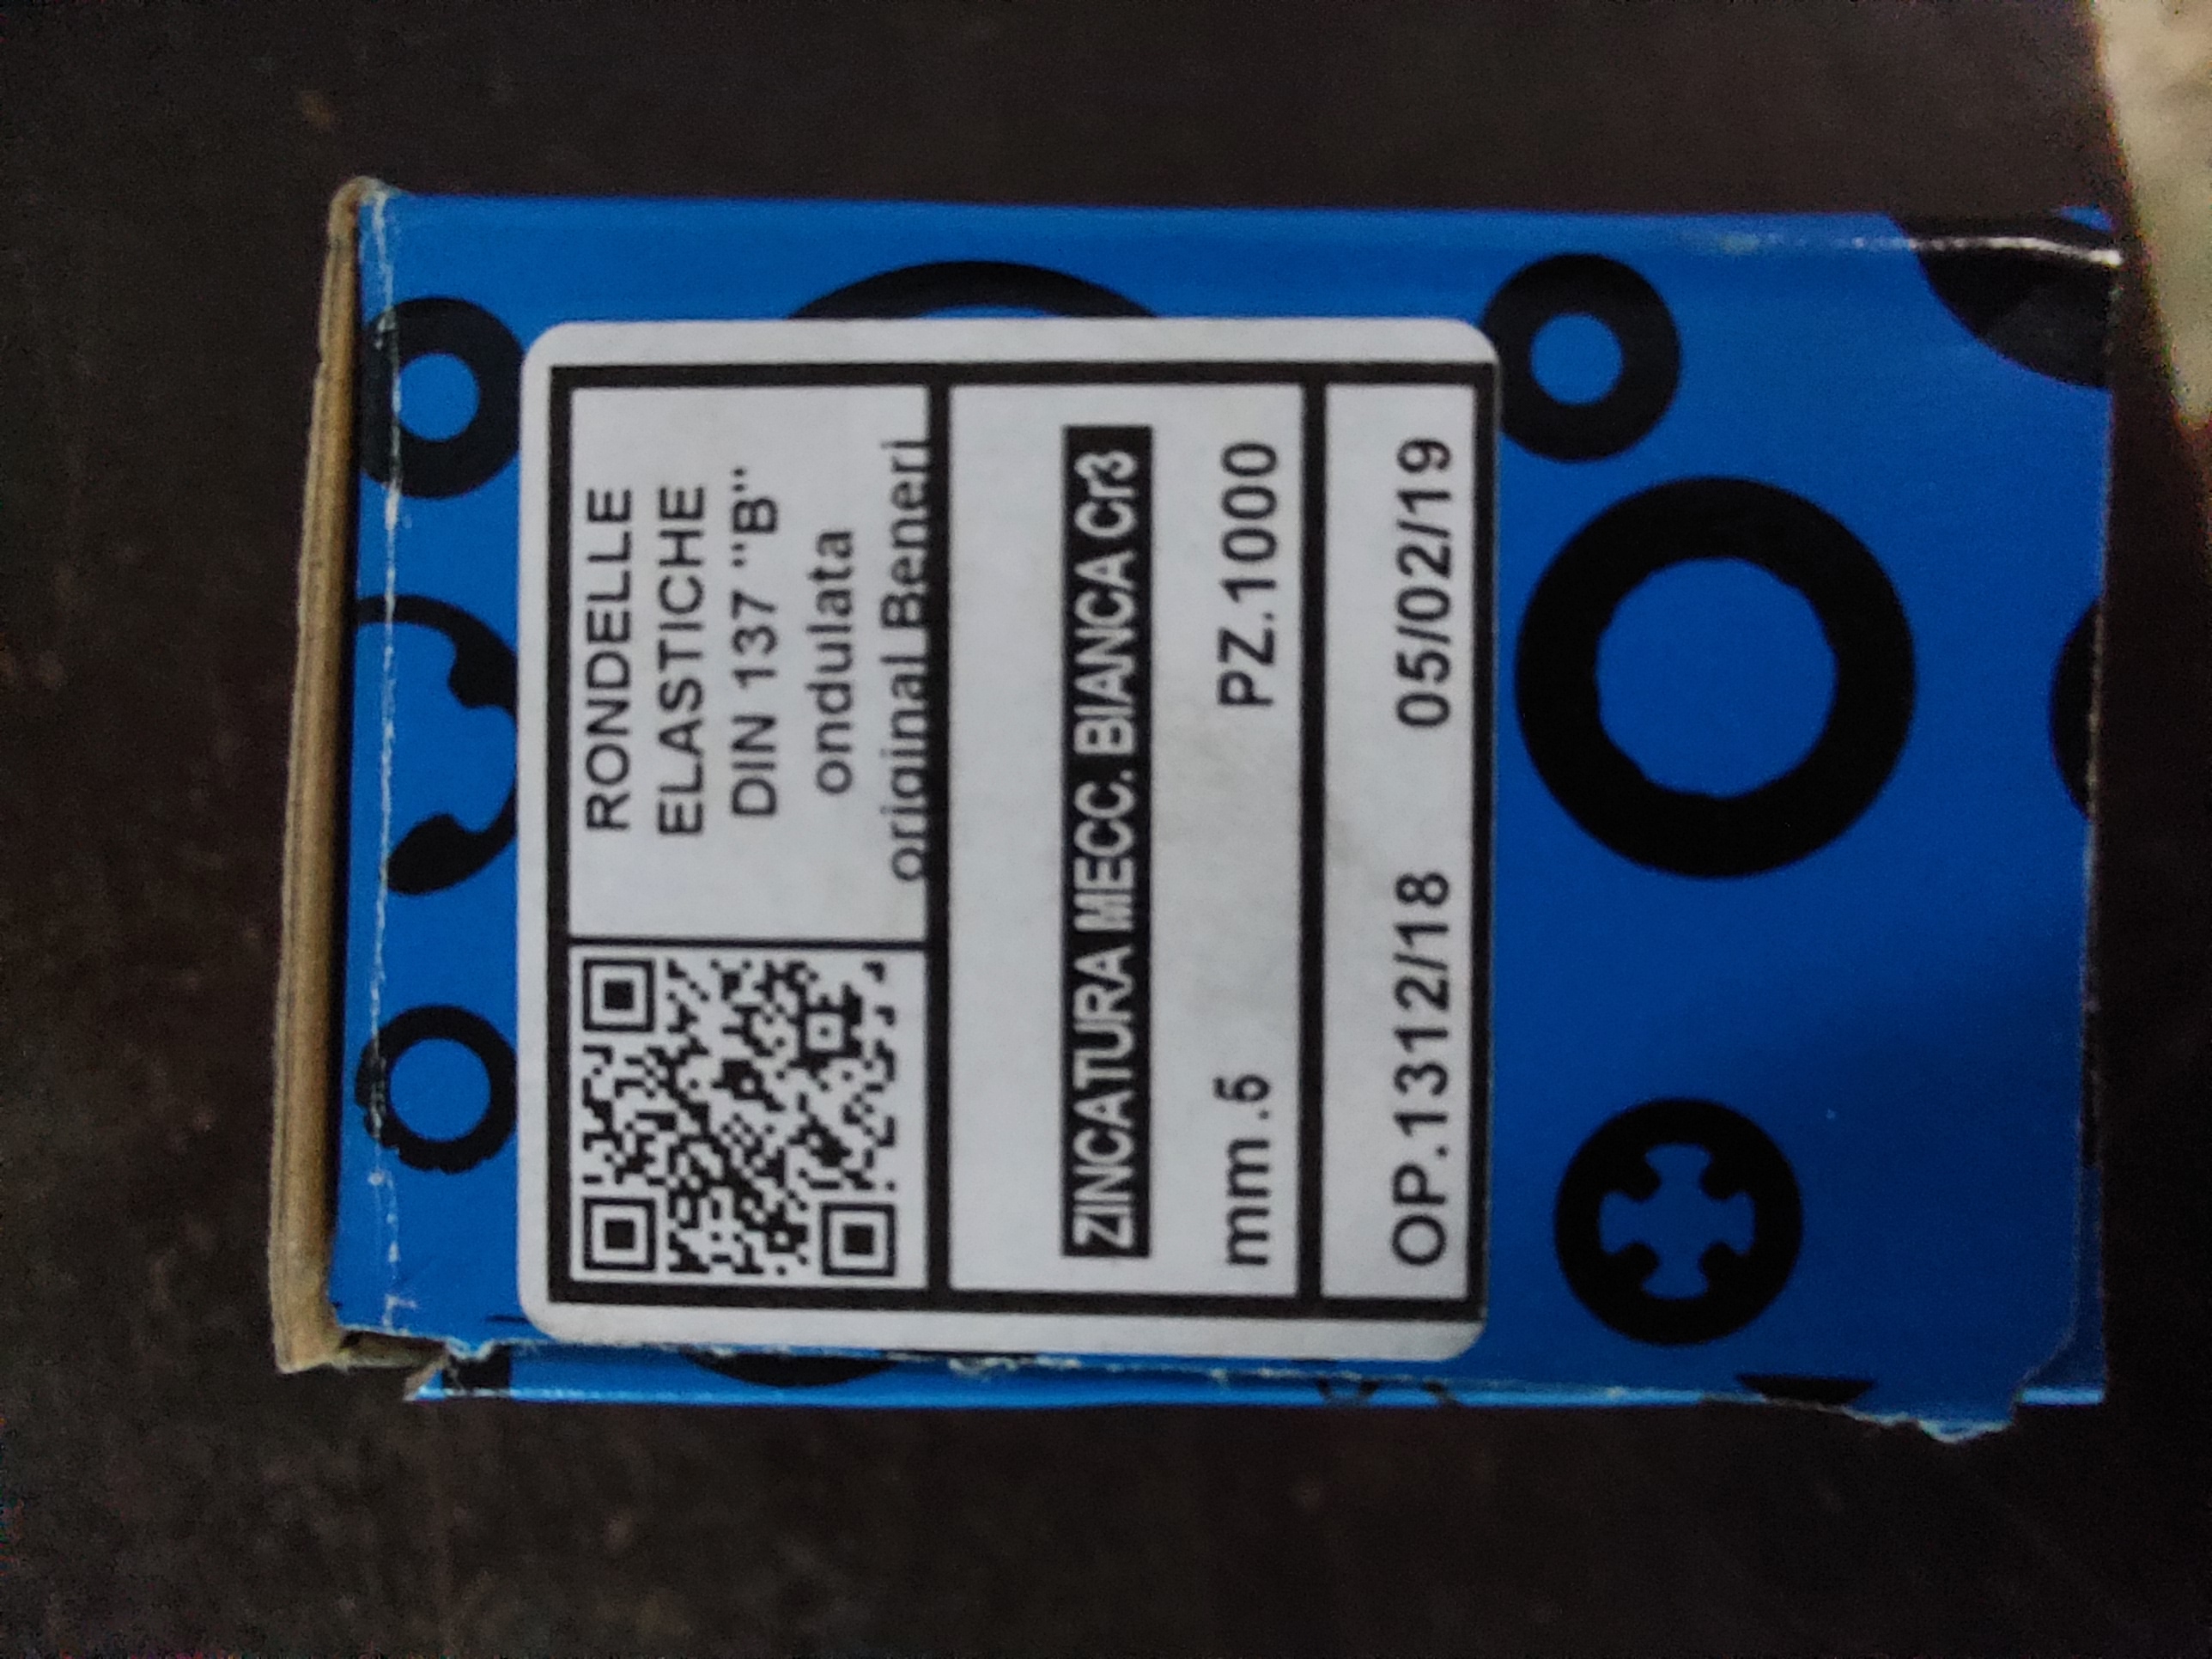 RONDELLE
ELASTICHE
DIN 137 "B"
ondulata
original Beneri
ZINCATURA MECC. BIANCA Cr3
mm.5 PZ.1000
OP.1312/18 05/02/19